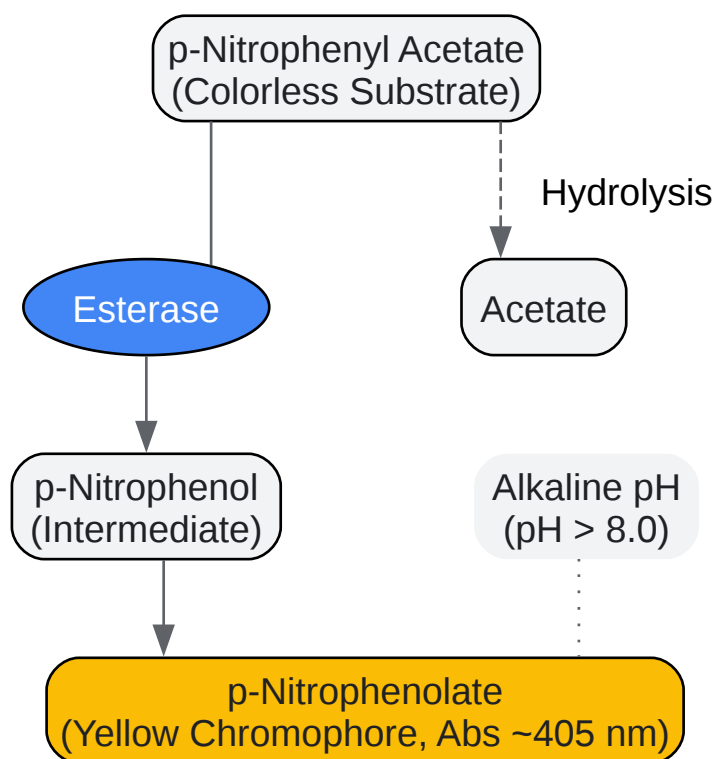 p-Nitrophenyl Acetate
(Colorless Substrate)
Hydrolysis
Esterase
Acetate
p-Nitrophenol
(Intermediate)
Alkaline pH
(pH > 8.0)
p-Nitrophenolate
(Yellow Chromophore, Abs ~405 nm)